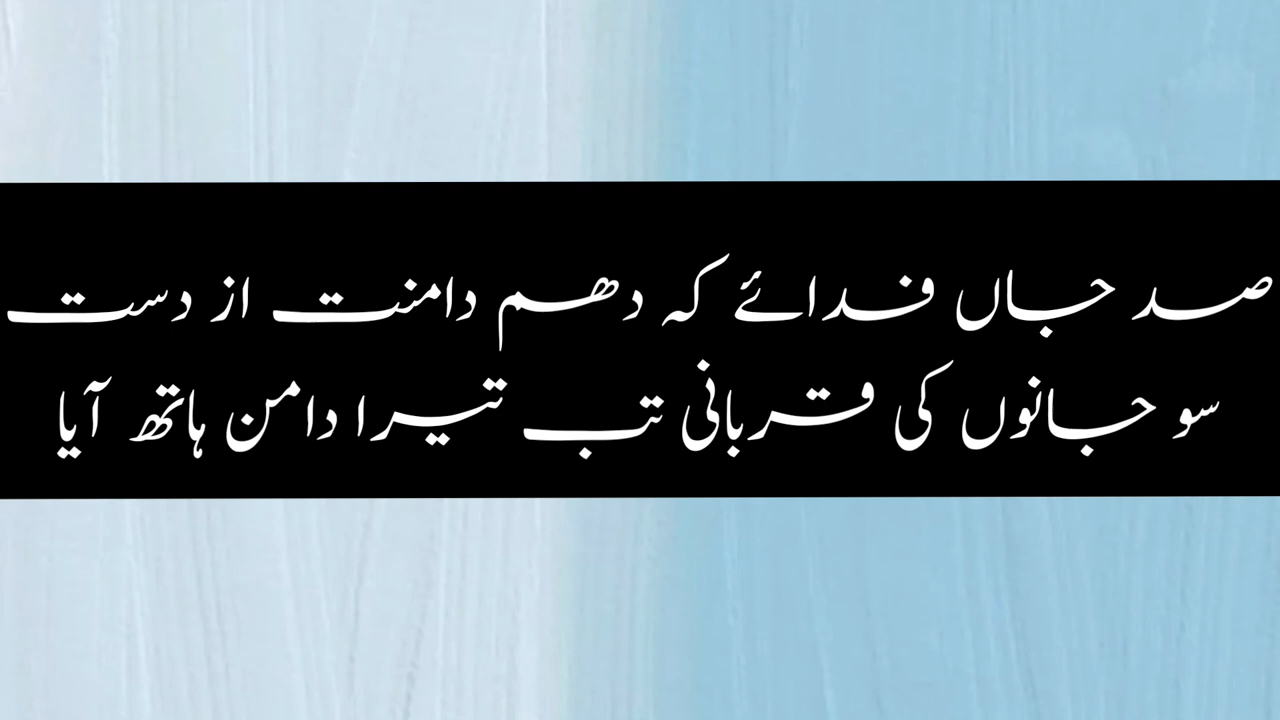 صد جاں فدائے کہ دھم دامنت از دست
سو جانوں کی قربانی تب تیرا دامن ہاتھ آیا